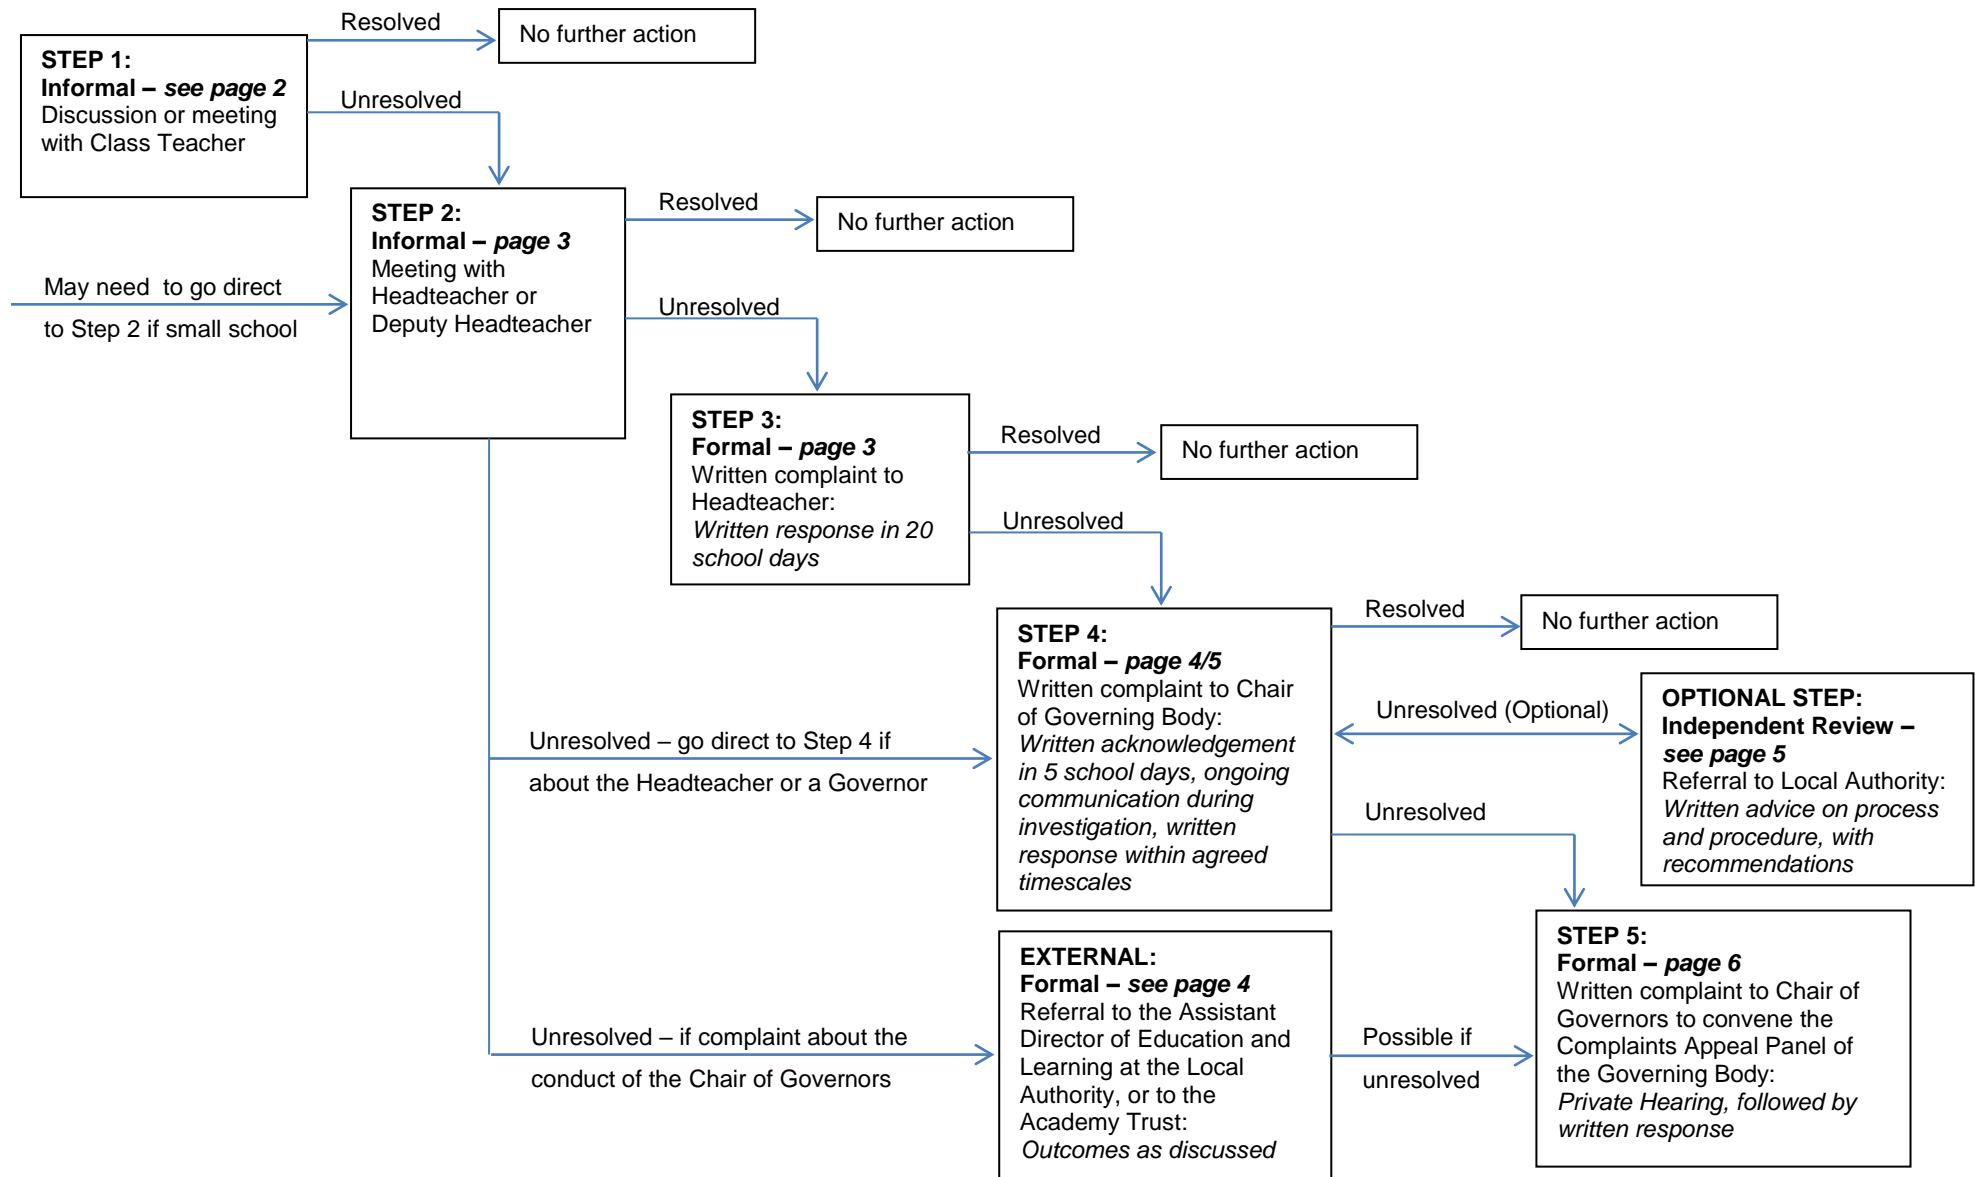 Resolved
No further action
STEP 1:
Informal – see page 2
Discussion or meeting
with Class Teacher
Unresolved
STEP 2:
Informal – page 3
Meeting with
Headteacher or
Deputy Headteacher
Resolved
No further action
May need  to go direct
to Step 2 if small school
Unresolved
STEP 3:
Formal – page 3
Written complaint to
Headteacher:
Written response in 20
school days
Resolved
No further action
Unresolved
STEP 4:
Formal – page 4/5
Written complaint to Chair
of Governing Body:
Written acknowledgement
in 5 school days, ongoing
communication during
investigation, written
response within agreed
timescales
Resolved
No further action
Unresolved (Optional)
OPTIONAL STEP:
Independent Review –
see page 5
Referral to Local Authority:
Written advice on process
and procedure, with
recommendations
Unresolved – go direct to Step 4 if
about the Headteacher or a Governor
Unresolved
EXTERNAL:
Formal – see page 4
Referral to the Assistant
Director of Education and
Learning at the Local
Authority, or to the
Academy Trust:
Outcomes as discussed
Unresolved – if complaint about the
conduct of the Chair of Governors
Possible if
unresolved
STEP 5:
Formal – page 6
Written complaint to Chair of
Governors to convene the
Complaints Appeal Panel of
the Governing Body:
Private Hearing, followed by
written response